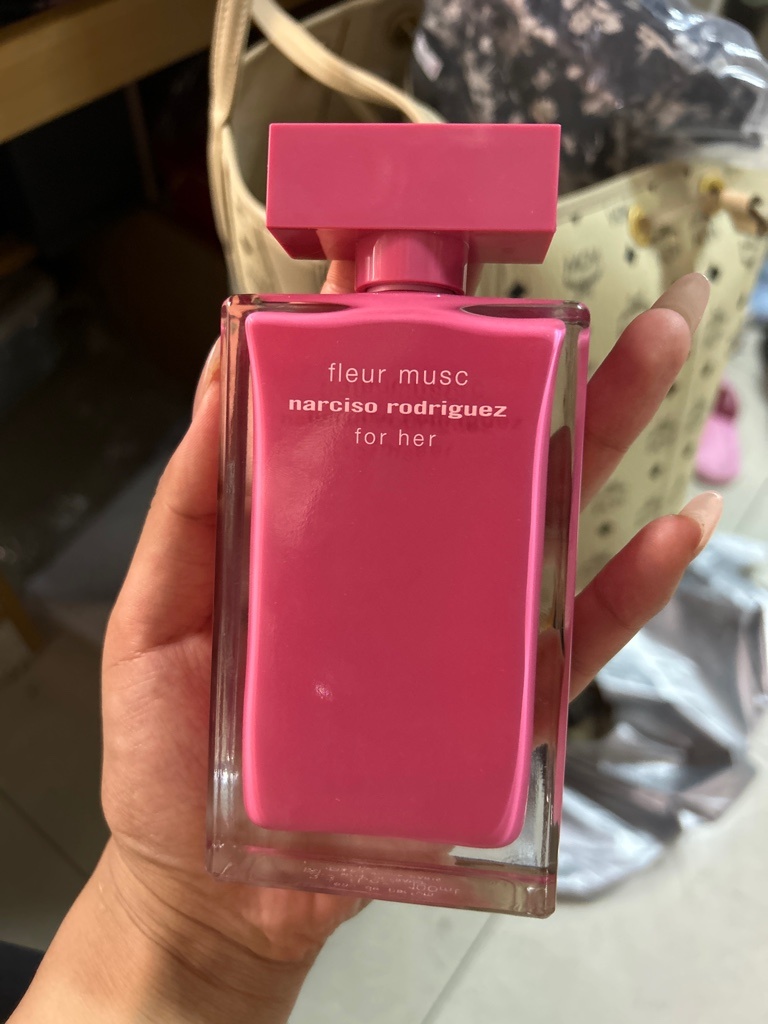 fleur musc
narciso rodriguez
for her